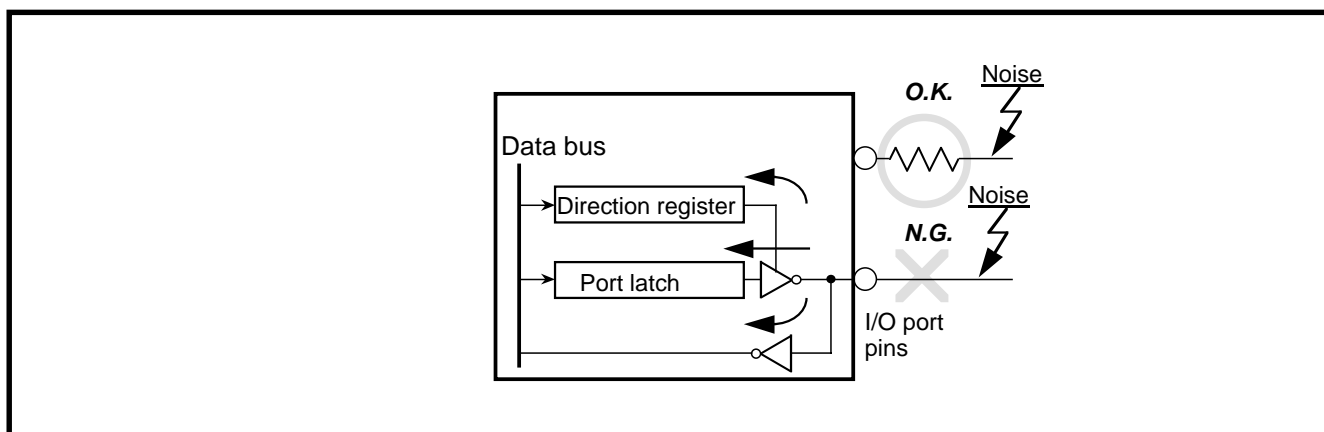 Noise
O.K.
Data bus
Direction register
Noise
N.G.
Port latch
I/O port
pins